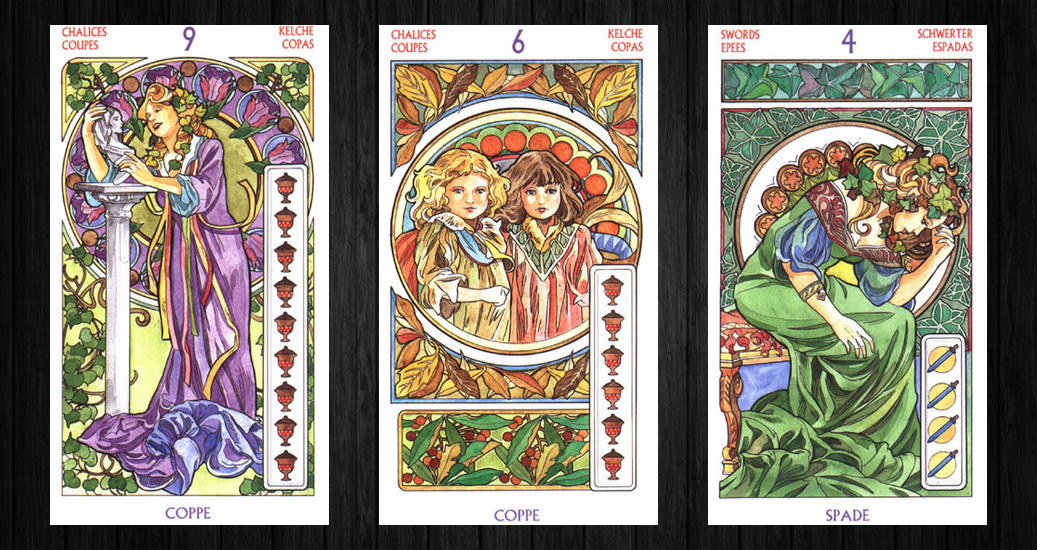 CHALICES
COUPES
9
KELCHE
COPAS
COPPE
CHALICES
COUPES
6
KELCHE
COPAS
COPPE
SWORDS
EPEES
4
SCHWERTER
ESPADAS
SPADE